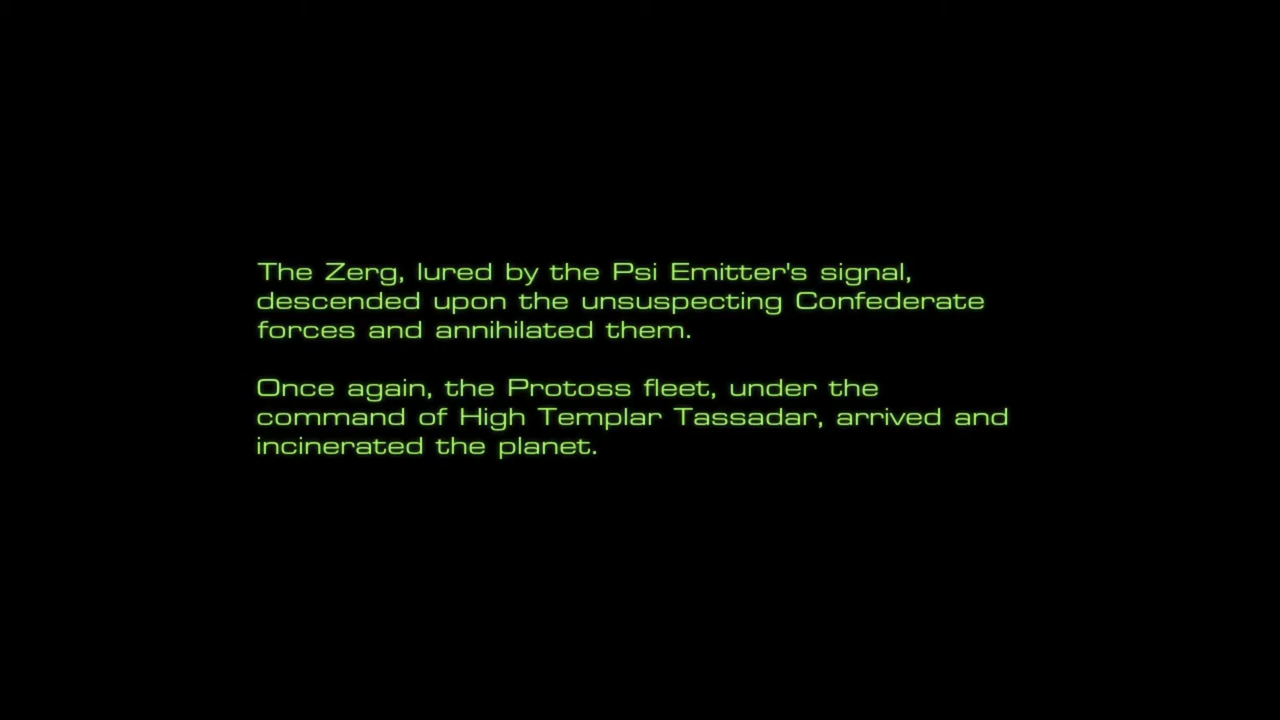 The Zerg, lured by the Psi Emitter's signal,
descended upon the unsuspecting Confederate
forces and annihilated them.
Once again, the Protoss fleet, under the
command of High Templar Tassadar, arrived and
incinerated the planet.